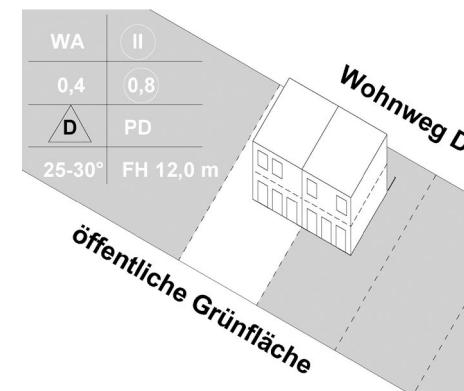 WA II
0,4 0,8
D PD
25-30° FH 12,0 m
Wohnweg D
öffentliche Grünfläche